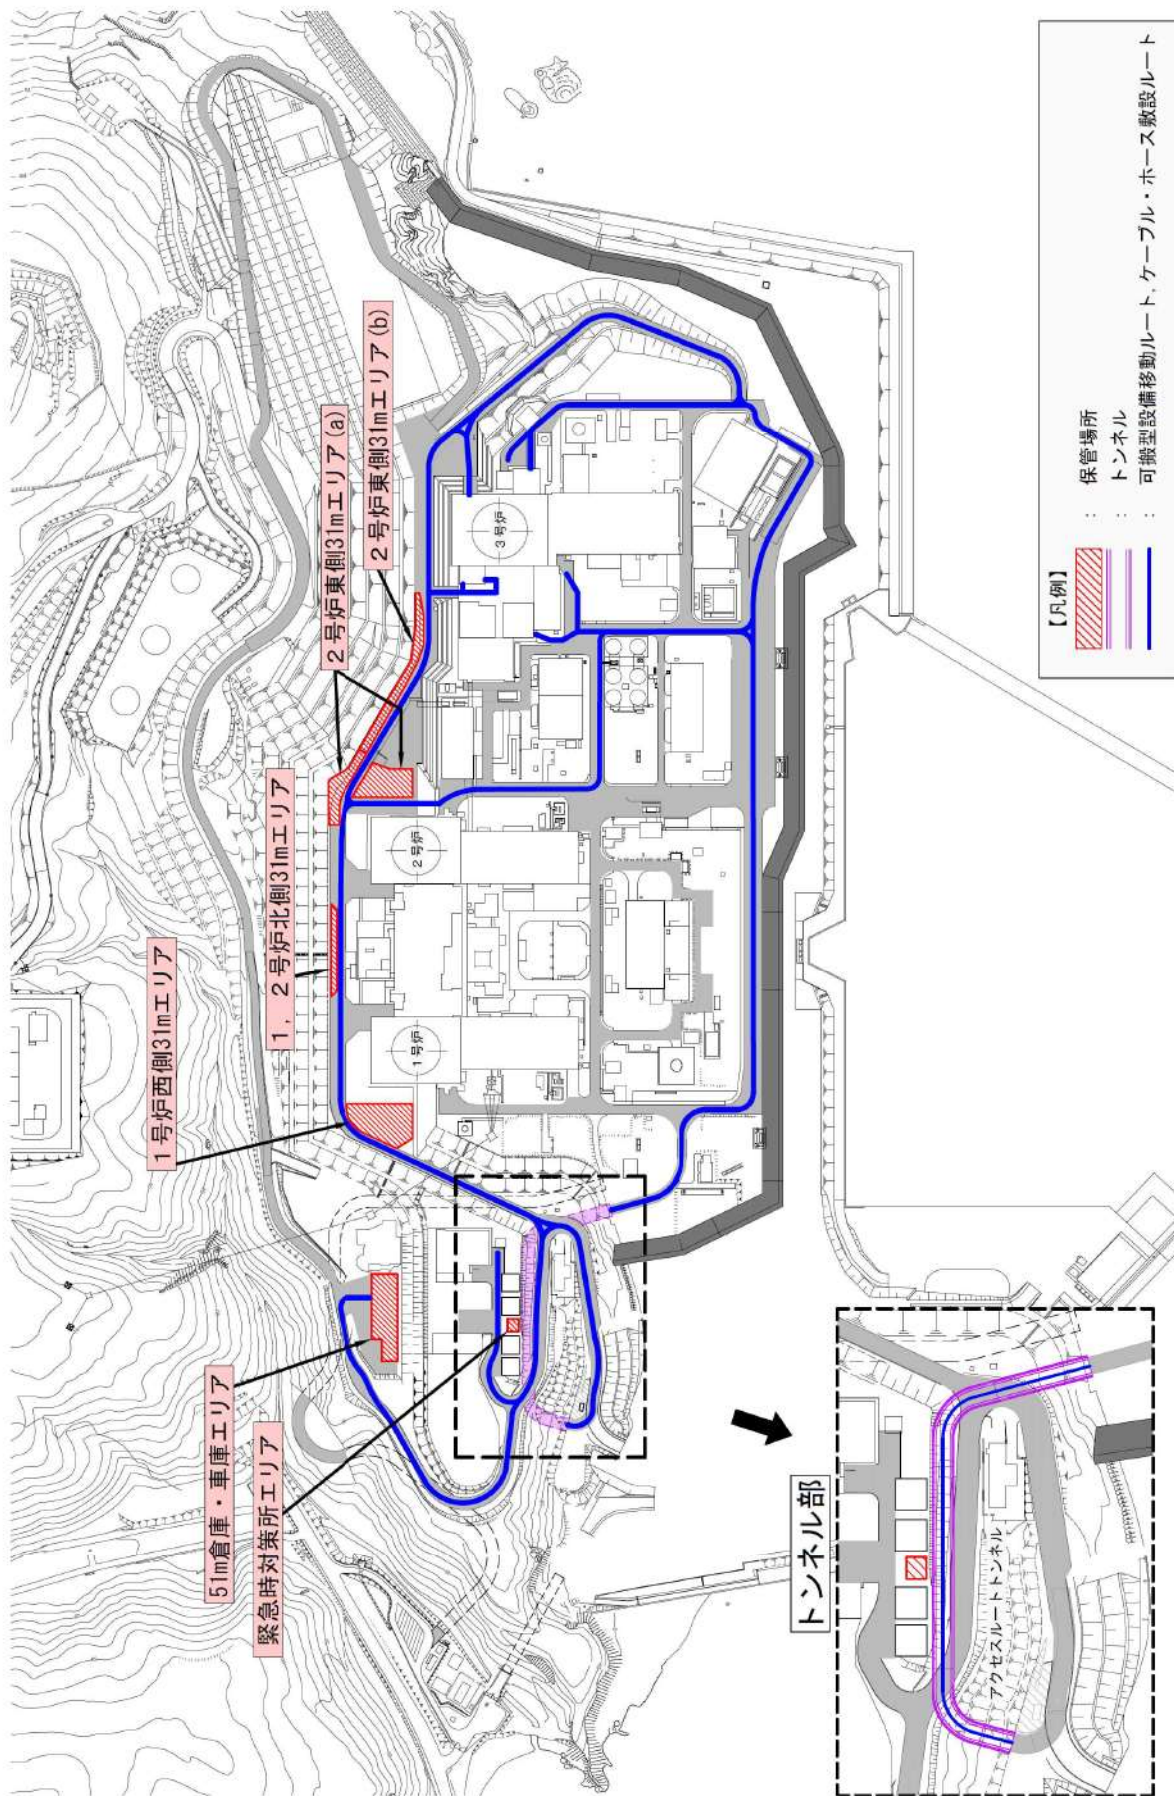 51m倉庫・車庫エリア
緊急時対策所エリア
1号炉西側31mエリア
1,2号炉北側31mエリア
2号炉東側31mエリア(a)
2号炉東側31mエリア(b)
1号炉
2号炉
3号炉
トンネル部
アクセスルートトンネル
【凡例】
：保管場所
：トンネル
：可搬型設備移動ルート,ケーブル・ホース敷設ルート